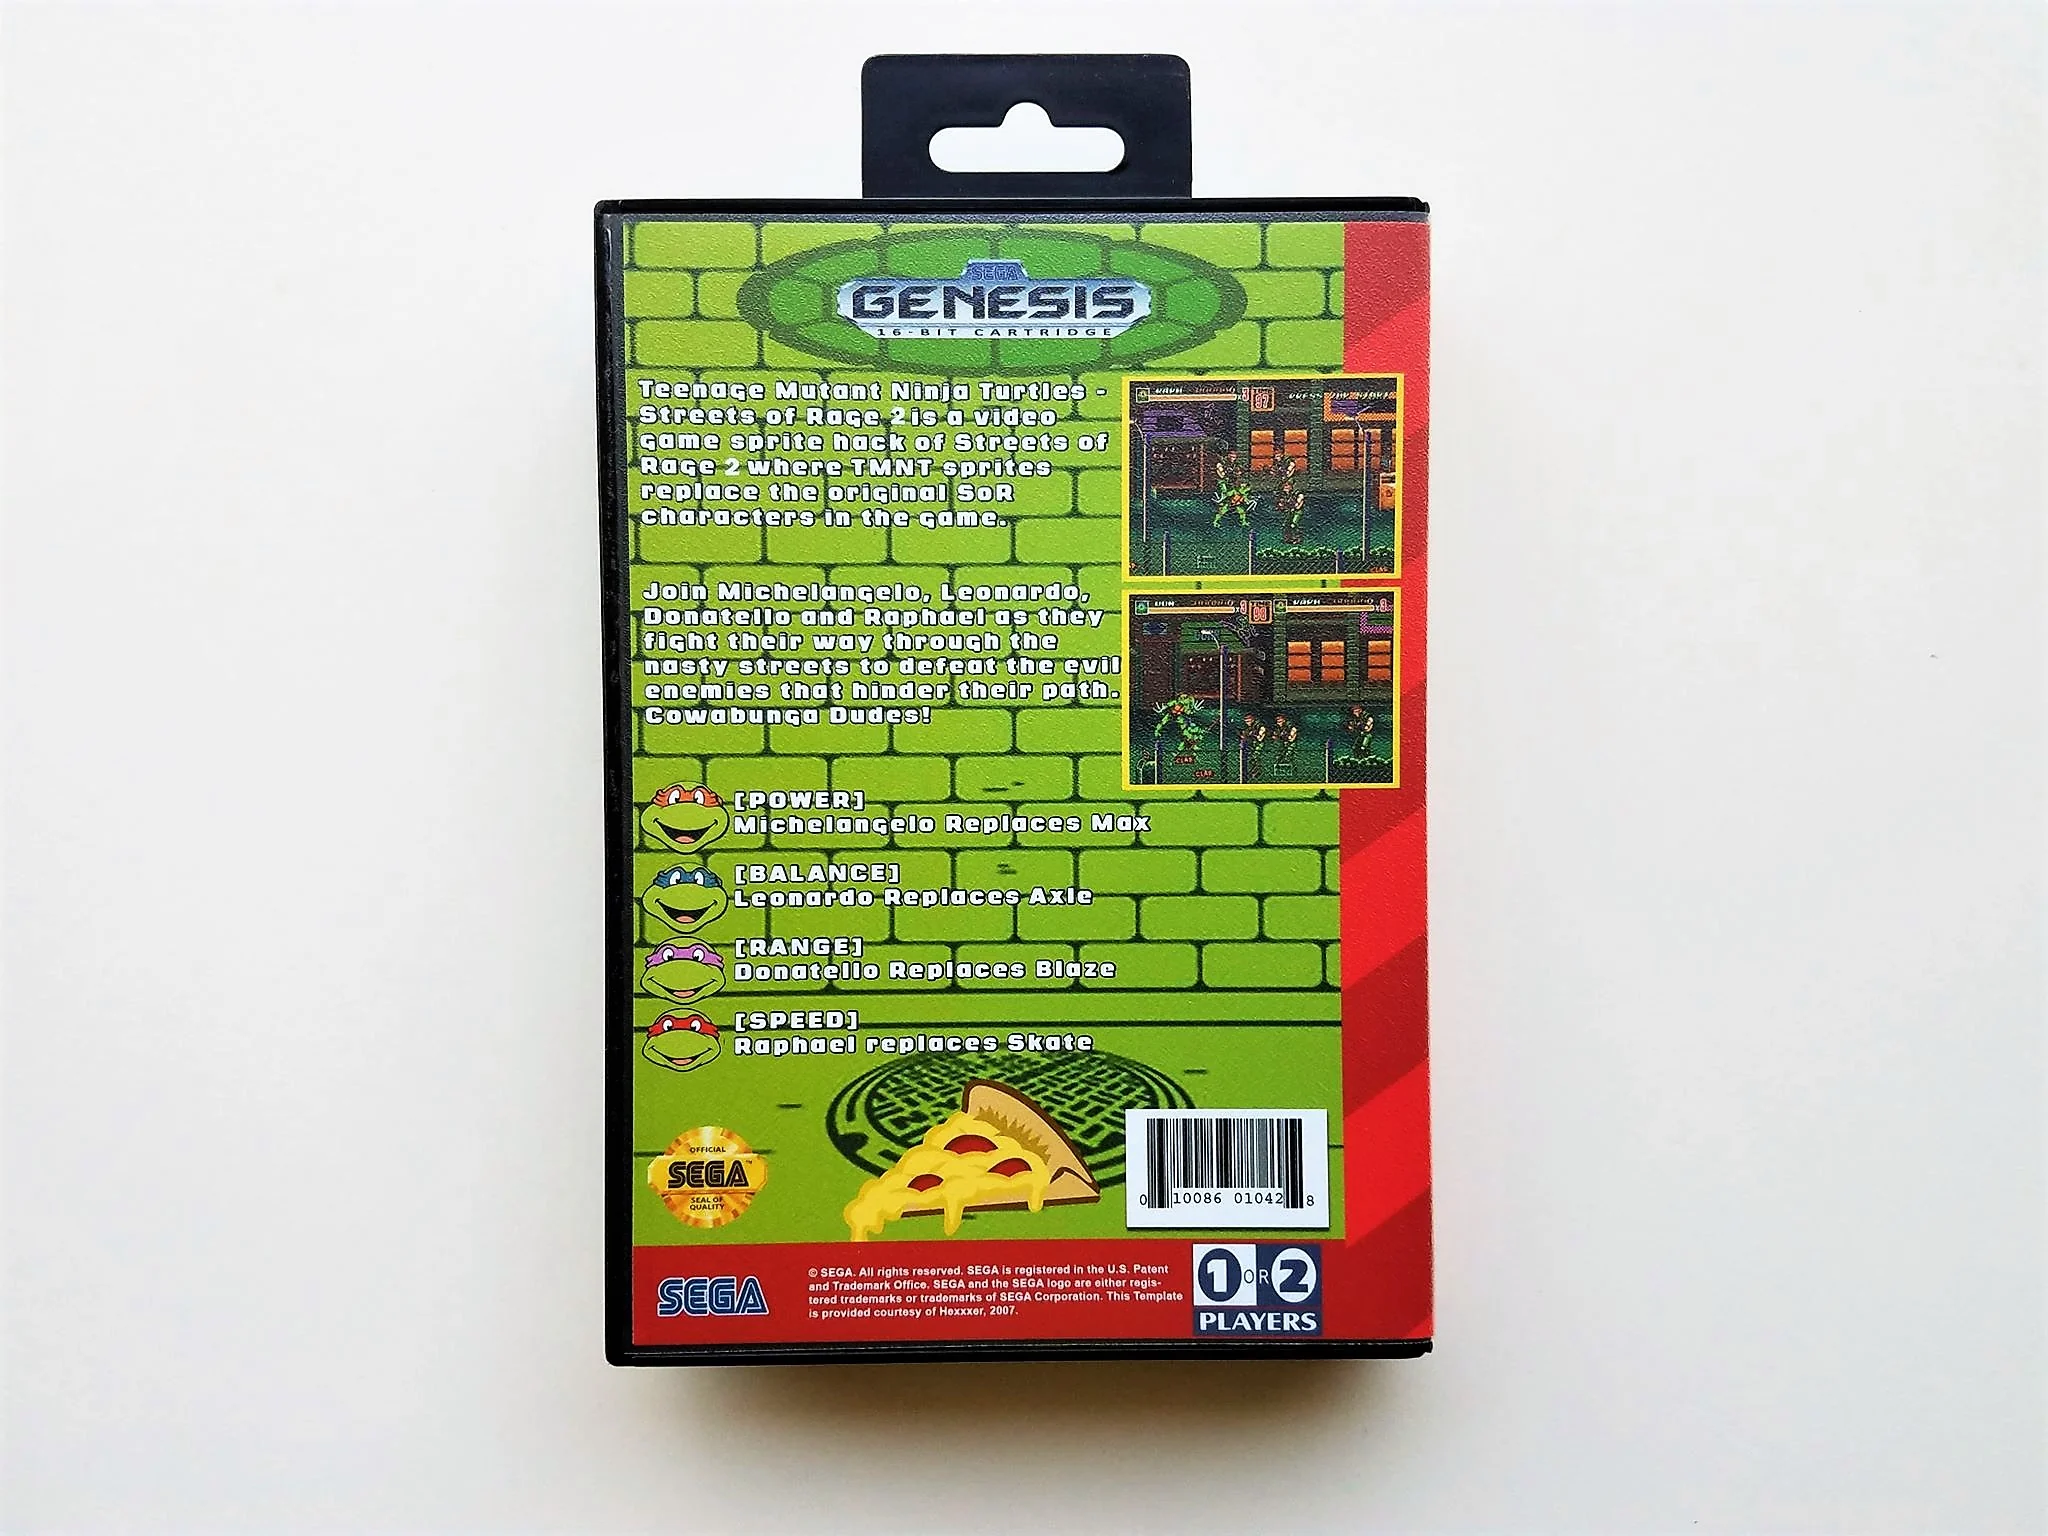 SEGA
GENESIS
16-BIT CARTRIDGE
Teenage Mutant Ninja Turtles -
Streets of Rage 2 is a video
game sprite hack of Streets of
Rage 2 where TMNT sprites
replace the original SoR
characters in the game.
Join Michelangelo, Leonardo,
Donatello and Raphael as they
fight their way through the
nasty streets to defeat the evil
enemies that hinder their path.
Cowabunga Dudes!
97
90
[POWER]
Michelangelo Replaces Max
[BALANCE]
Leonardo Replaces Axle
[RANGE]
Donatello Replaces Blaze
[SPEED]
Raphael replaces Skate
OFFICIAL
SEGA™
SEAL OF
QUALITY
0 10086 01042 8
SEGA
© SEGA. All rights reserved. SEGA is registered in the U.S. Patent
and Trademark Office. SEGA and the SEGA logo are either regis-
tered trademarks or trademarks of SEGA Corporation. This Template
is provided courtesy of Hexxxer, 2007.
1 OR 2
PLAYERS